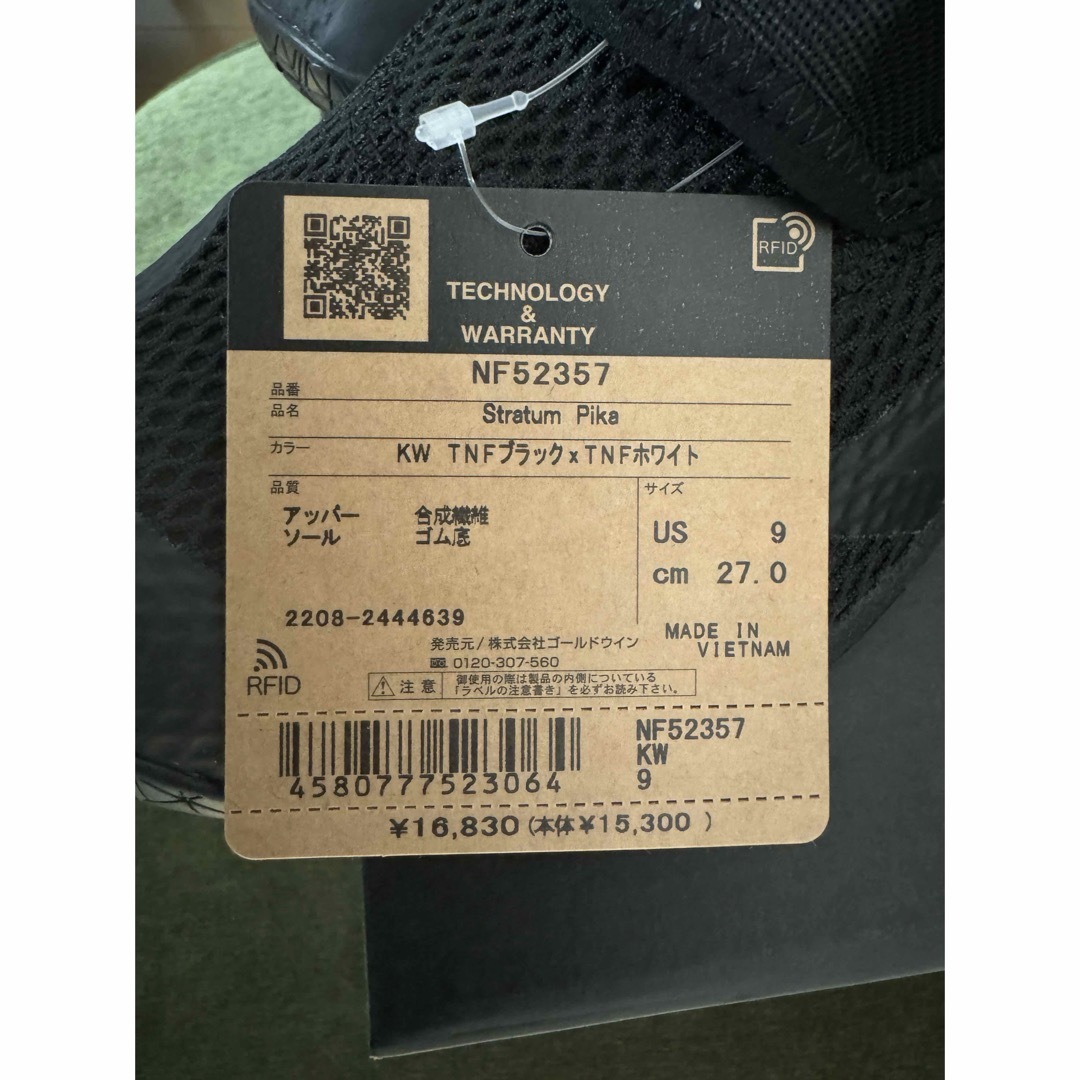 RFID
TECHNOLOGY
&
WARRANTY
品番 NF52357
品名 Stratum Pika
カラー KW TNFブラックxTNFホワイト
品質
アッパー 合成繊維
ソール ゴム底
サイズ
US 9
cm 27.0
2208-2444639
MADE IN
VIETNAM
発売元/株式会社ゴールドウイン
0120-307-560
RFID
注意
御使用の際は製品の内側についている
「ラベルの注意書き」を必ずお読み下さい。
4580777523064
NF52357
KW
9
¥16,830(本体¥15,300 )